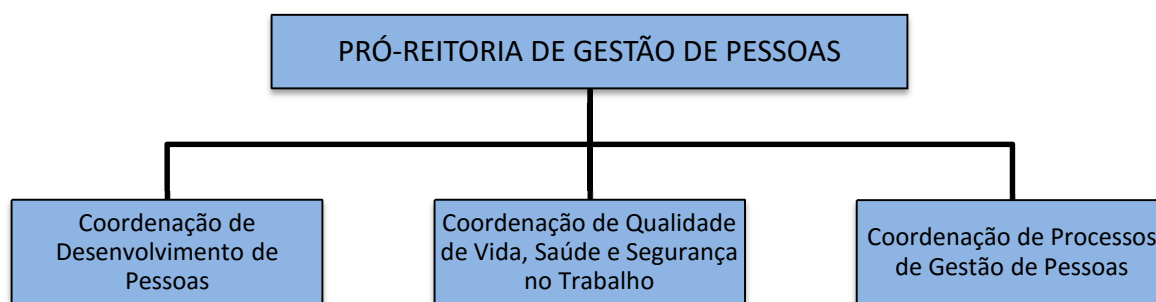 PRÓ-REITORIA DE GESTÃO DE PESSOAS
Coordenação de
Desenvolvimento de
Pessoas
Coordenação de Qualidade
de Vida, Saúde e Segurança
no Trabalho
Coordenação de Processos
de Gestão de Pessoas